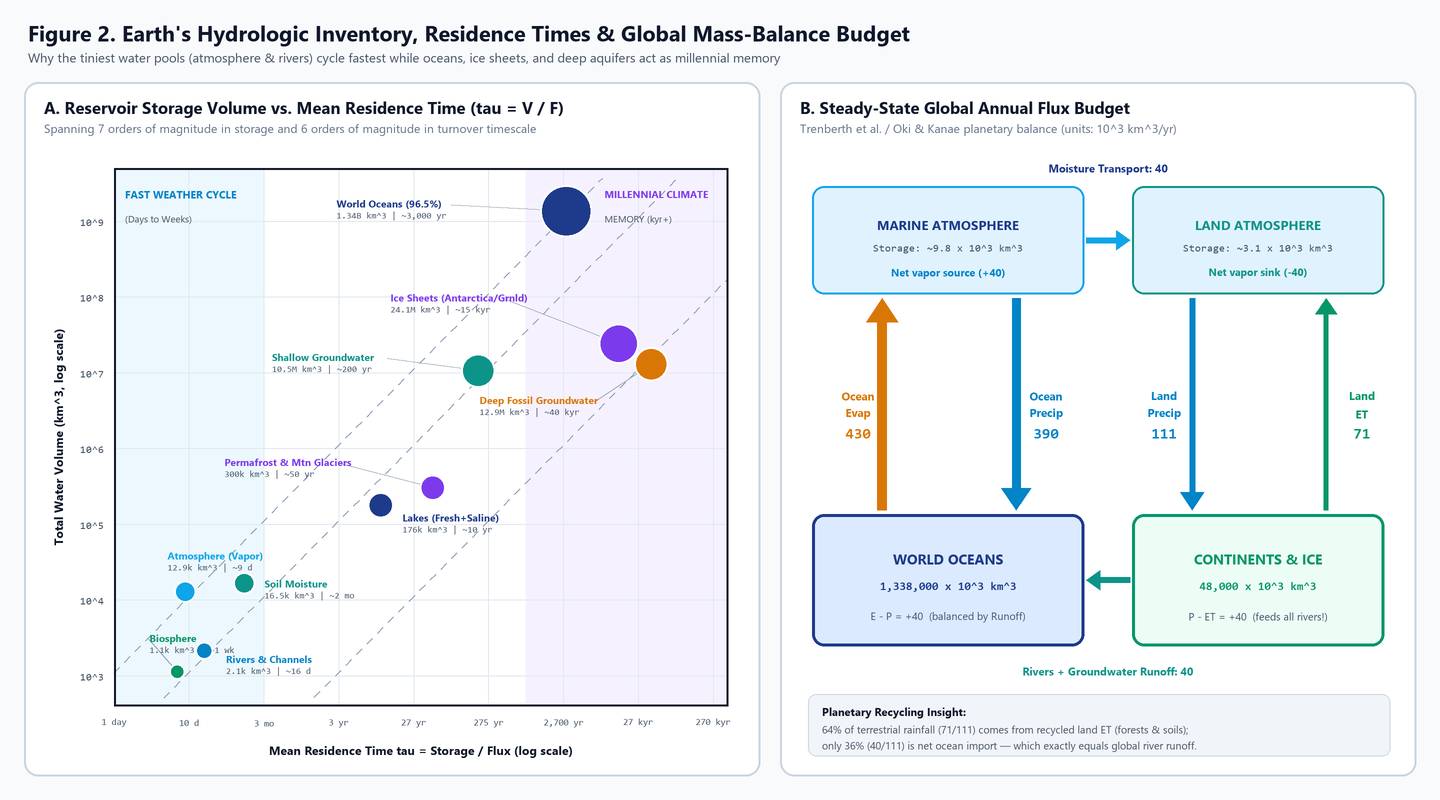 Figure 2. Earth's Hydrologic Inventory, Residence Times & Global Mass-Balance Budget
Why the tiniest water pools (atmosphere & rivers) cycle fastest while oceans, ice sheets, and deep aquifers act as millennial memory
A. Reservoir Storage Volume vs. Mean Residence Time (tau = V / F)
Spanning 7 orders of magnitude in storage and 6 orders of magnitude in turnover timescale
FAST WEATHER CYCLE
(Days to Weeks)
MILLENNIAL CLIMATE
MEMORY (kyr+)
World Oceans (96.5%)
1.34B km^3 | ~3,000 yr
Ice Sheets (Antarctica/Grnld)
24.1M km^3 | ~15 kyr
Shallow Groundwater
10.5M km^3 | ~200 yr
Deep Fossil Groundwater
12.9M km^3 | ~40 kyr
Permafrost & Mtn Glaciers
300k km^3 | ~50 yr
Lakes (Fresh+Saline)
176k km^3 | ~10 yr
Atmosphere (Vapor)
12.9k km^3 | ~9 d
Soil Moisture
16.5k km^3 | ~2 mo
Biosphere
1.1k km^3 1 wk
Rivers & Channels
2.1k km^3 | ~16 d
10^9
10^8
10^7
10^6
10^5
10^4
10^3
Total Water Volume (km^3, log scale)
1 day
10 d
3 mo
3 yr
27 yr
275 yr
2,700 yr
27 kyr
270 kyr
Mean Residence Time tau = Storage / Flux (log scale)
B. Steady-State Global Annual Flux Budget
Trenberth et al. / Oki & Kanae planetary balance (units: 10^3 km^3/yr)
Moisture Transport: 40
MARINE ATMOSPHERE
Storage: ~9.8 x 10^3 km^3
Net vapor source (+40)
LAND ATMOSPHERE
Storage: ~3.1 x 10^3 km^3
Net vapor sink (-40)
Ocean
Evap
430
Ocean
Precip
390
Land
Precip
111
Land
ET
71
WORLD OCEANS
1,338,000 x 10^3 km^3
E - P = +40 (balanced by Runoff)
CONTINENTS & ICE
48,000 x 10^3 km^3
P - ET = +40 (feeds all rivers!)
Rivers + Groundwater Runoff: 40
Planetary Recycling Insight:
64% of terrestrial rainfall (71/111) comes from recycled land ET (forests & soils);
only 36% (40/111) is net ocean import — which exactly equals global river runoff.